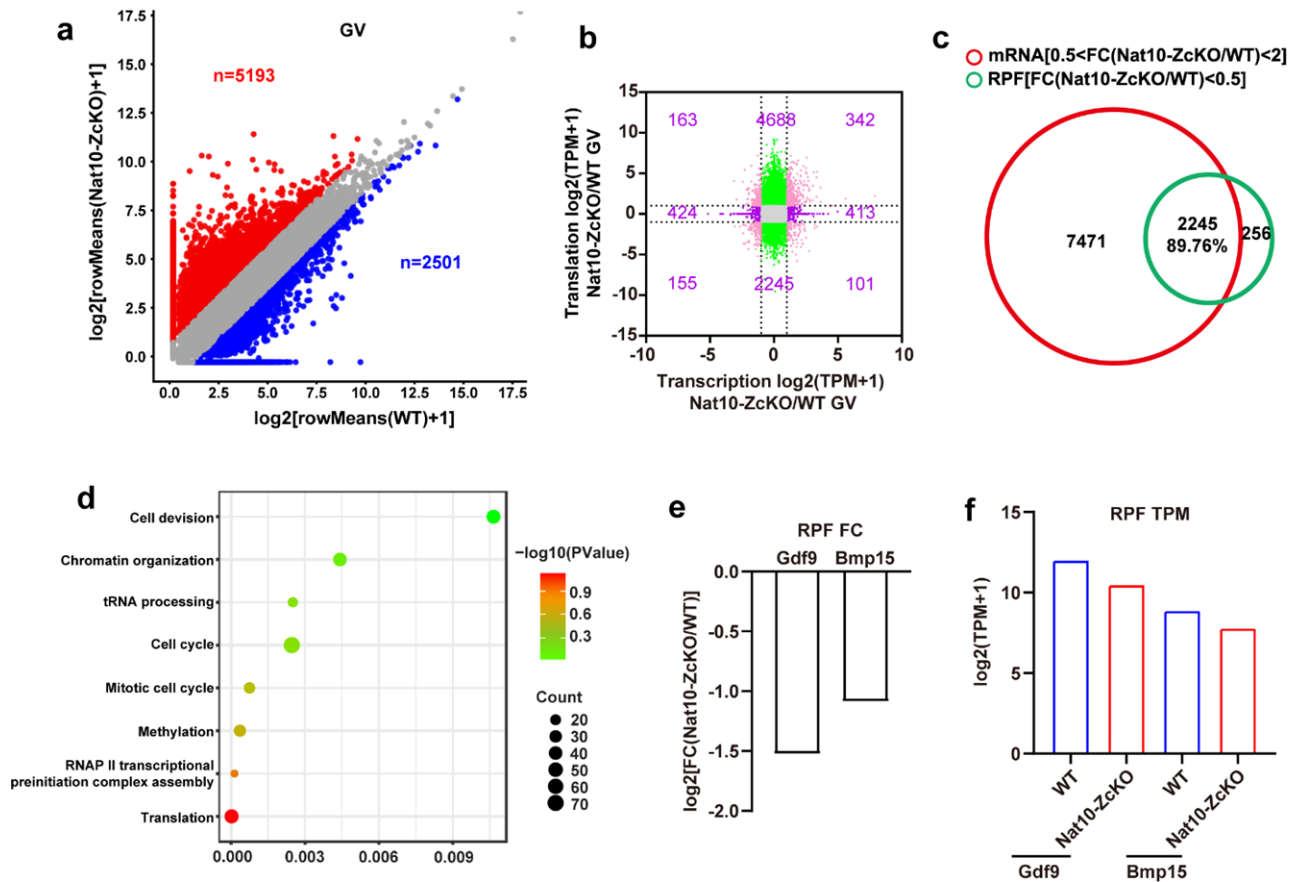 a
GV
n=5193
n=2501
17.5
15.0
12.5
10.0
7.5
5.0
2.5
0.0
0.0
2.5
5.0
7.5
10.0
12.5
15.0
17.5
log2[rowMeans(Nat10-ZcKO)+1]
log2[rowMeans(WT)+1]
b
163
4688
342
424
413
155
2245
101
15
10
5
0
-5
-10
-15
-10
-5
0
5
10
Translation log2(TPM+1)
Nat10-ZcKO/WT GV
Transcription log2(TPM+1)
Nat10-ZcKO/WT GV
c
mRNA[0.5<FC(Nat10-ZcKO/WT)<2]
RPF[FC(Nat10-ZcKO/WT)<0.5]
7471
2245
89.76%
256
d
Cell devision
Chromatin organization
tRNA processing
Cell cycle
Mitotic cell cycle
Methylation
RNAP II transcriptional
preinitiation complex assembly
Translation
0.000
0.003
0.006
0.009
−log10(PValue)
0.9
0.6
0.3
Count
20
30
40
50
60
70
e
RPF FC
Gdf9
Bmp15
0.0
-0.5
-1.0
-1.5
-2.0
log2[FC(Nat10-ZcKO/WT)]
f
RPF TPM
15
10
5
0
log2(TPM+1)
WT
Nat10-ZcKO
WT
Nat10-ZcKO
Gdf9
Bmp15